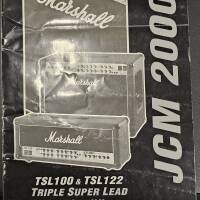 Marshall
Marshall
JCM 2000
TSL100 & TSL122
TRIPLE SUPER LEAD